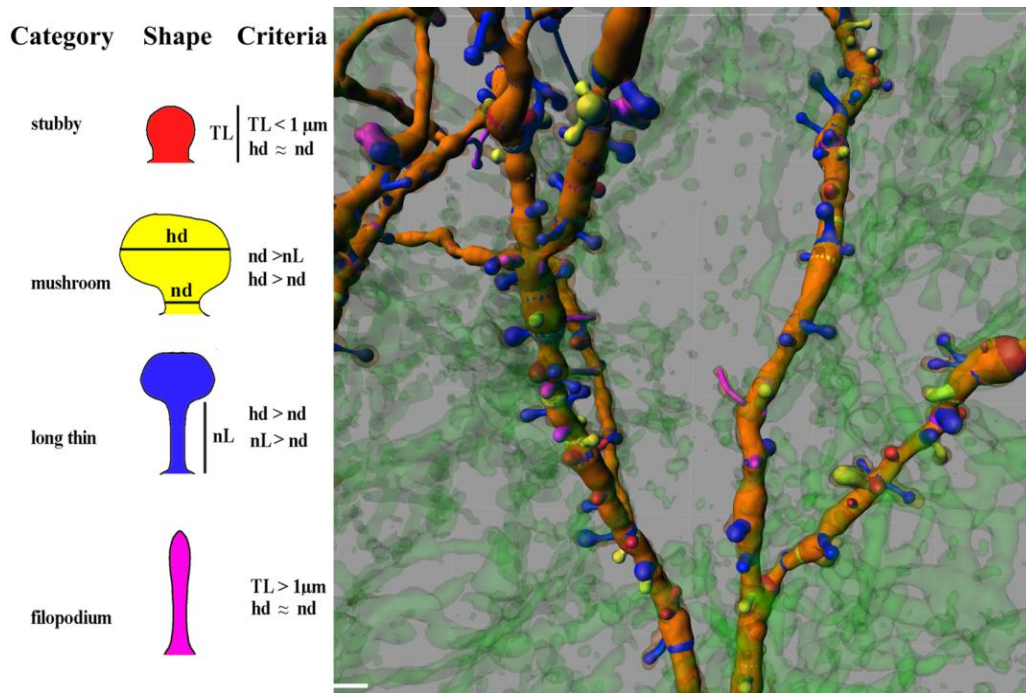 Category Shape Criteria
stubby
TL
TL < 1 µm
hd ≈ nd
hd
nd
mushroom
nd >nL
hd > nd
long thin
nL
hd > nd
nL> nd
filopodium
TL > 1µm
hd ≈ nd